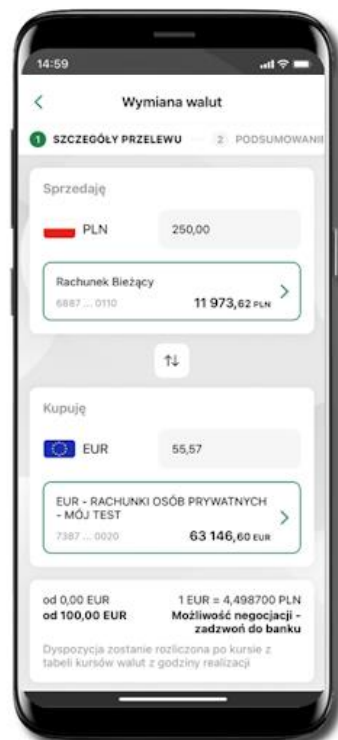 14:59
Wymiana walut
1 SZCZEGÓŁY PRZELEWU 2 PODSUMOWANIE
Sprzedaję
PLN 250,00
Rachunek Bieżący
6887 ... 0110 11 973,62 PLN
Kupuję
EUR 55,57
EUR - RACHUNKI OSÓB PRYWATNYCH
- MÓJ TEST
7387 ... 0020 63 146,60 EUR
od 0,00 EUR 1 EUR = 4,498700 PLN
od 100,00 EUR Możliwość negocjacji -
zadzwoń do banku
Dyspozycja zostanie rozliczona po kursie z
tabeli kursów walut z godziny realizacji